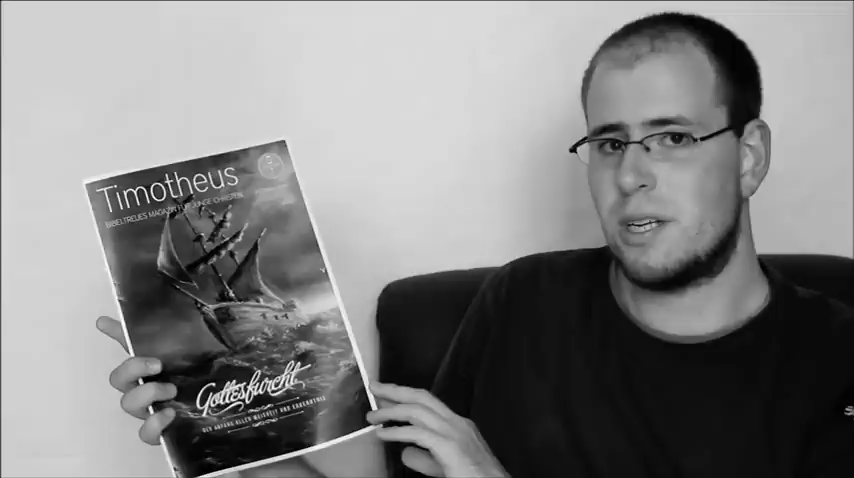 Timotheus
BIBELTREUES MAGAZIN FÜR JUNGE CHRISTEN
Gottesfurcht
DER ANFANG ALLER WEISHEIT UND ERKENNTNIS